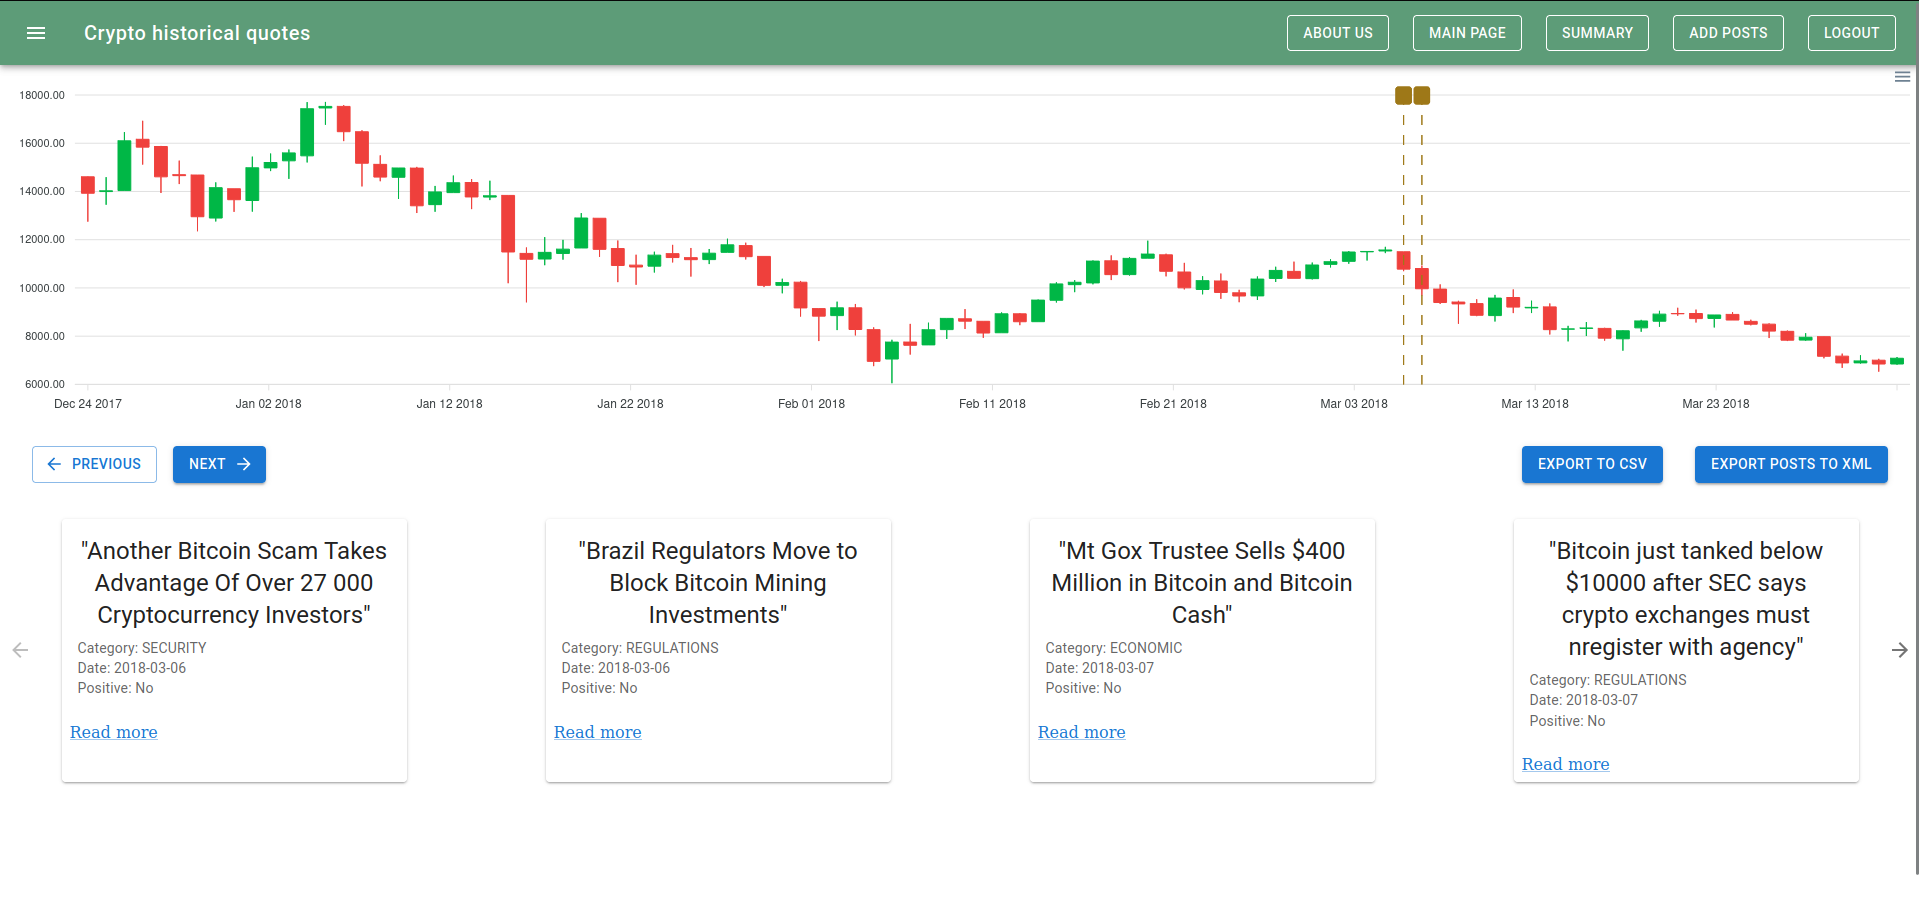 Crypto historical quotes
ABOUT US
MAIN PAGE
SUMMARY
ADD POSTS
LOGOUT
18000.00
16000.00
14000.00
12000.00
10000.00
8000.00
6000.00
Dec 24 2017
Jan 02 2018
Jan 12 2018
Jan 22 2018
Feb 01 2018
Feb 11 2018
Feb 21 2018
Mar 03 2018
Mar 13 2018
Mar 23 2018
PREVIOUS
NEXT
EXPORT TO CSV
EXPORT POSTS TO XML
"Another Bitcoin Scam Takes
Advantage Of Over 27 000
Cryptocurrency Investors"
Category: SECURITY
Date: 2018-03-06
Positive: No
Read more
"Brazil Regulators Move to
Block Bitcoin Mining
Investments"
Category: REGULATIONS
Date: 2018-03-06
Positive: No
Read more
"Mt Gox Trustee Sells $400
Million in Bitcoin and Bitcoin
Cash"
Category: ECONOMIC
Date: 2018-03-07
Positive: No
Read more
"Bitcoin just tanked below
$10000 after SEC says
crypto exchanges must
nregister with agency"
Category: REGULATIONS
Date: 2018-03-07
Positive: No
Read more